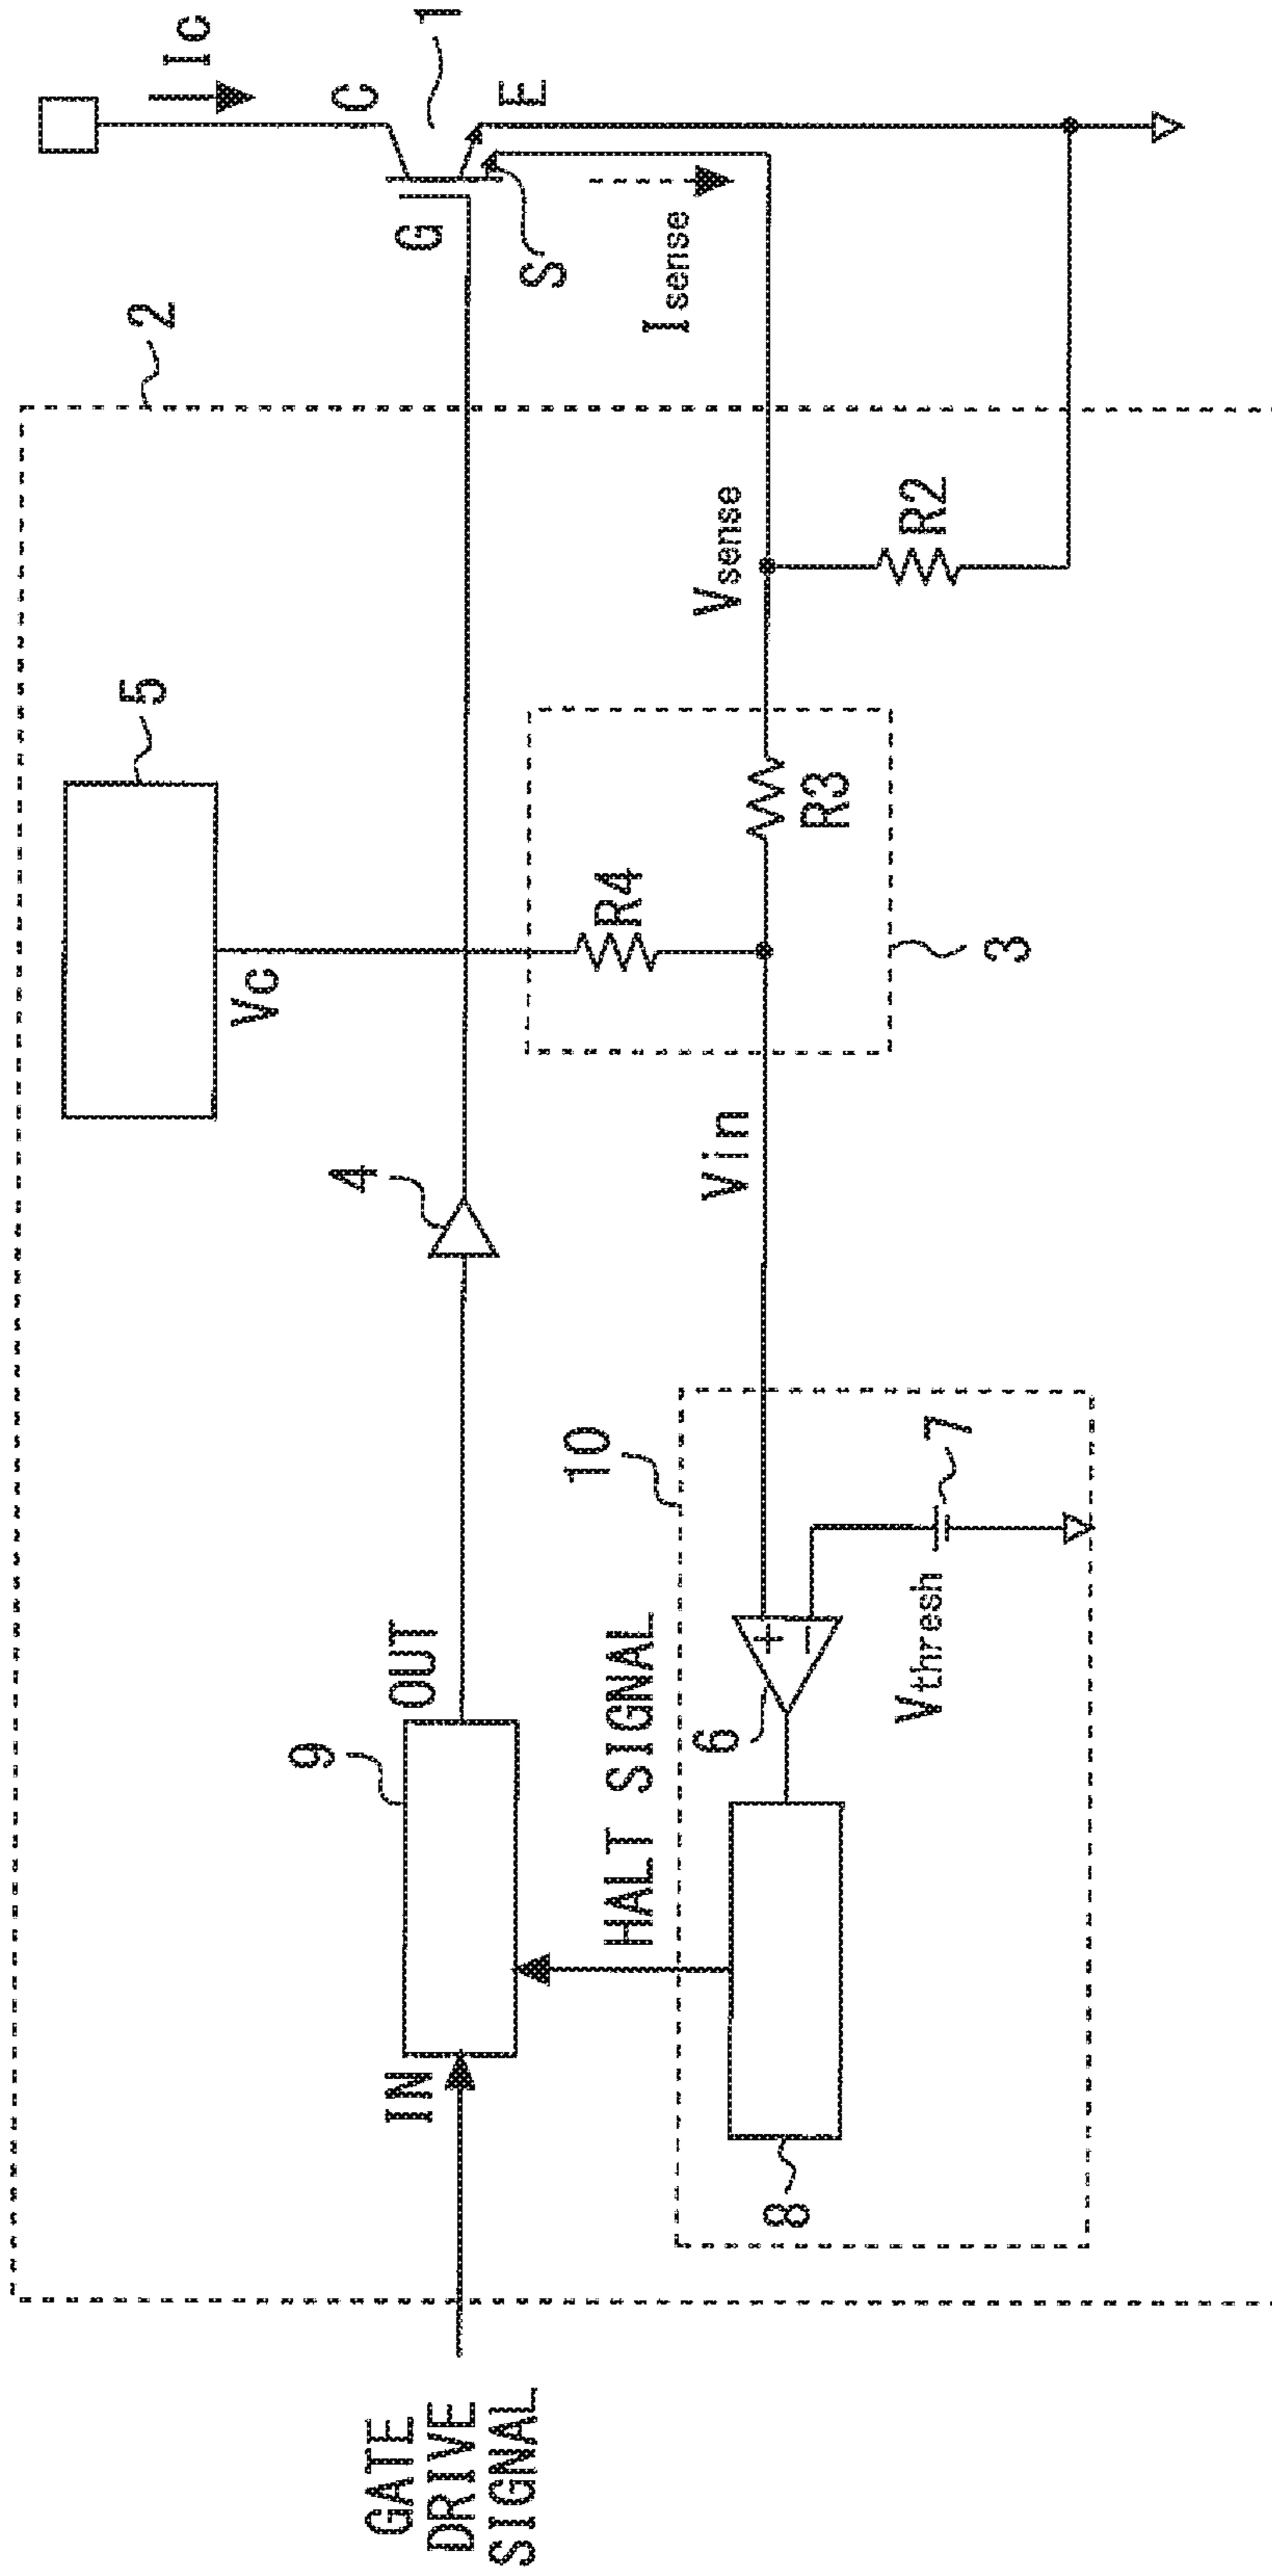 GATE
DRIVE
SIGNAL
IN
9
OUT
4
5
Vc
2
G
C
Ic
1
E
S
Isense
HALT SIGNAL
10
8
6
+
−
Vthresh
7
Vin
R4
R3
3
Vsense
R2